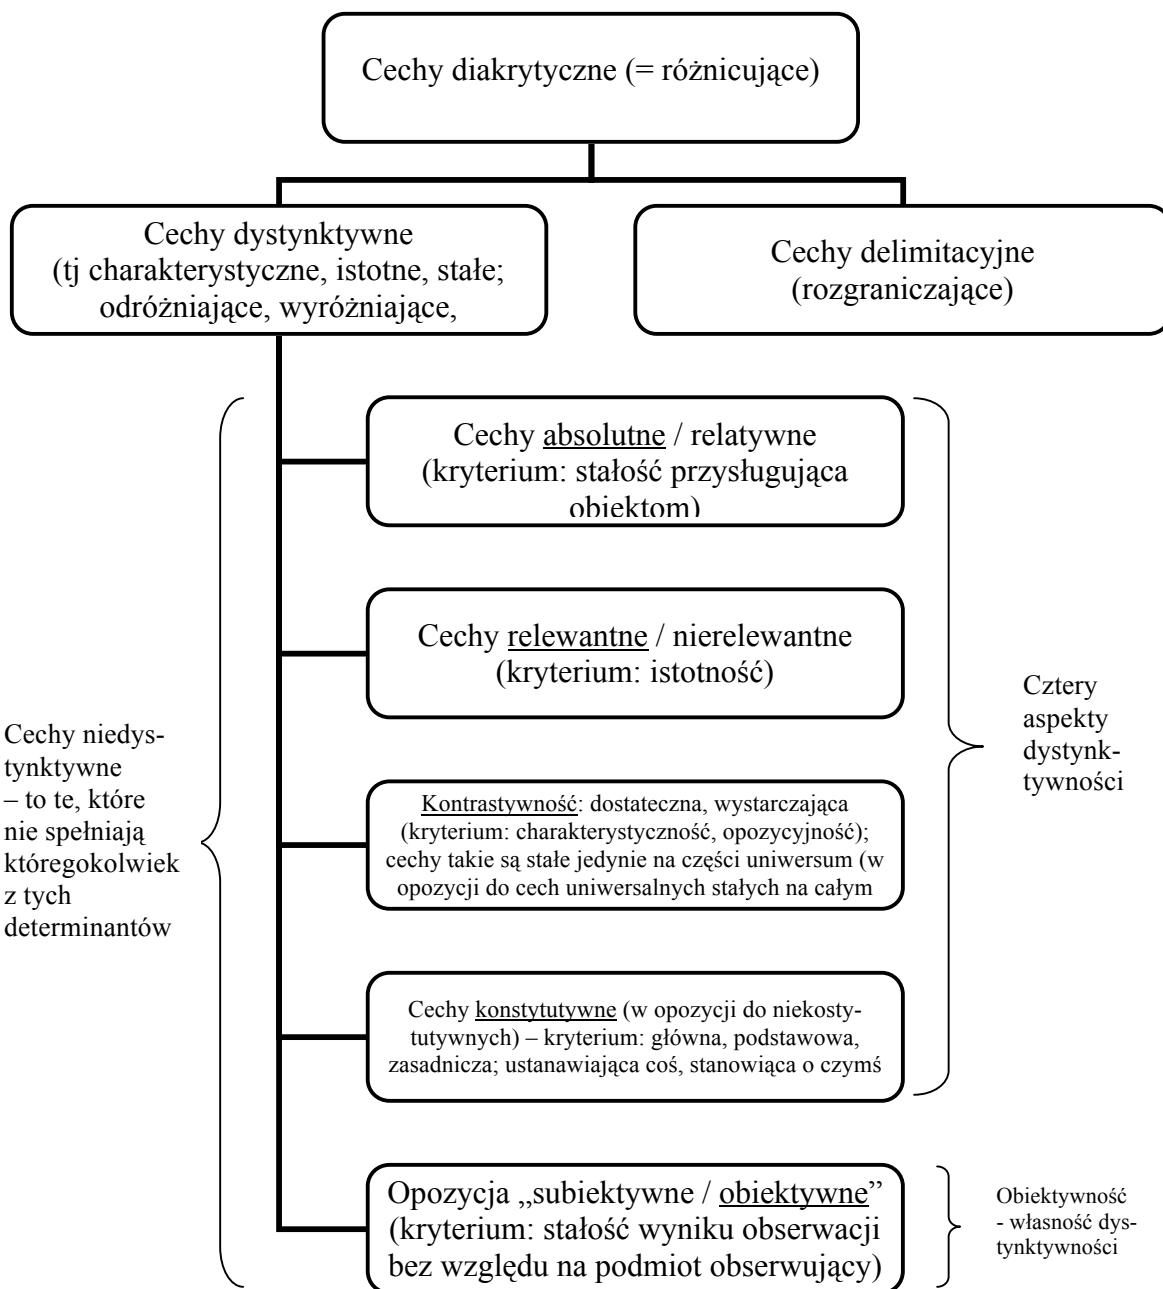 Cechy diakrytyczne (= różnicujące)
Cechy dystynktywne
(tj charakterystyczne, istotne, stałe;
odróżniające, wyróżniające,
Cechy delimitacyjne
(rozgraniczające)
Cechy absolutne / relatywne
(kryterium: stałość przysługująca
obiektom)
Cechy relewantne / nierelewantne
(kryterium: istotność)
Kontrastywność: dostateczna, wystarczająca
(kryterium: charakterystyczność, opozycyjność);
cechy takie są stałe jedynie na części uniwersum (w
opozycji do cech uniwersalnych stałych na całym
Cechy konstytutywne (w opozycji do niekosty-
tutywnych) – kryterium: główna, podstawowa,
zasadnicza; ustanawiająca coś, stanowiąca o czymś
Opozycja „subiektywne / obiektywne”
(kryterium: stałość wyniku obserwacji
bez względu na podmiot obserwujący)
Cechy niedys-
tynktywne
– to te, które
nie spełniają
któregokolwiek
z tych
determinantów
Cztery
aspekty
dystynk-
tywności
Obiektywność
- własność dys-
tynktywności